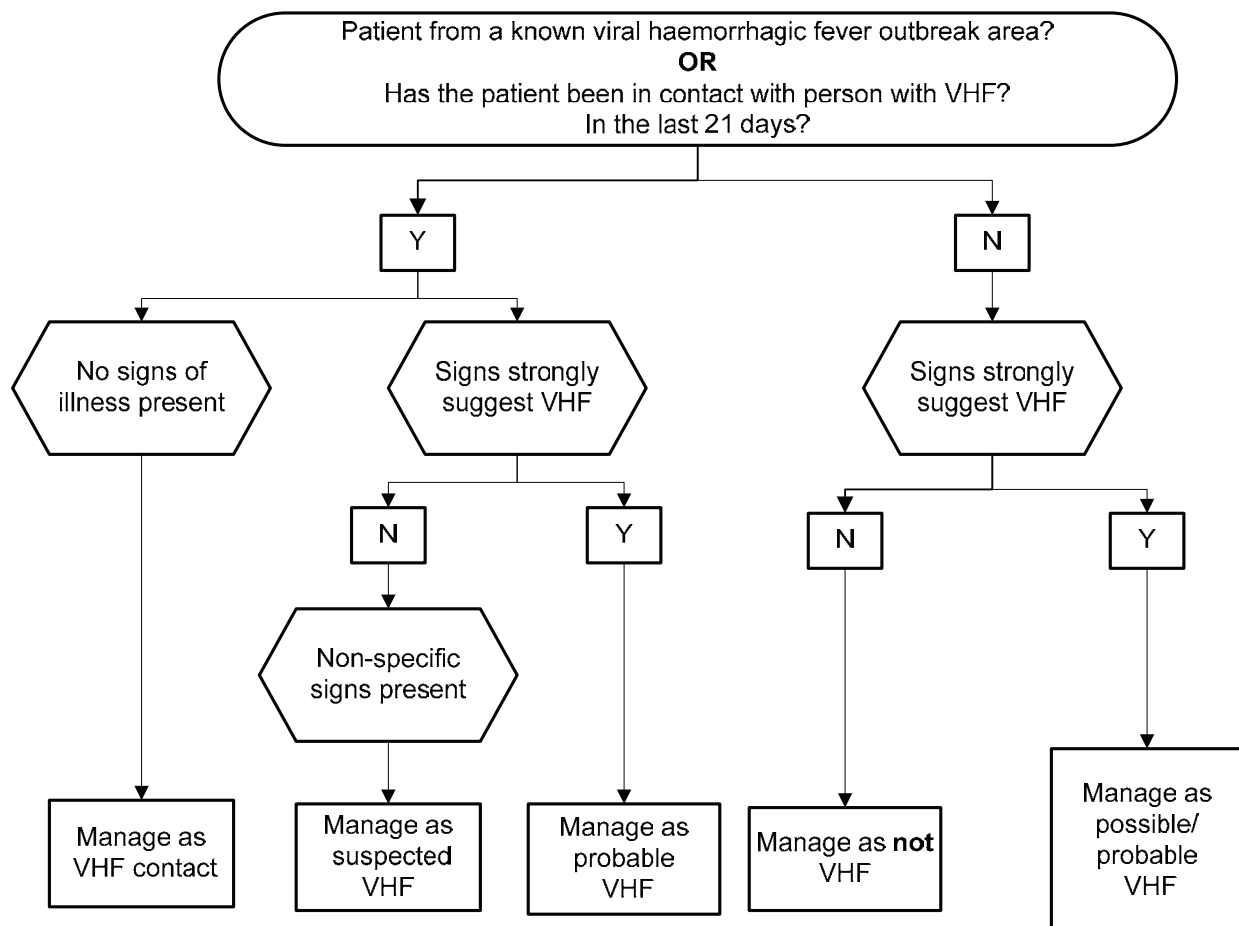 Patient from a known viral haemorrhagic fever outbreak area?
OR
Has the patient been in contact with person with VHF?
In the last 21 days?
Y
N
No signs of
illness present
Signs strongly
suggest VHF
Signs strongly
suggest VHF
N
Y
N
Y
Non-specific
signs present
Manage as
VHF contact
Manage as
suspected
VHF
Manage as
probable
VHF
Manage as not
VHF
Manage as
possible/
probable
VHF